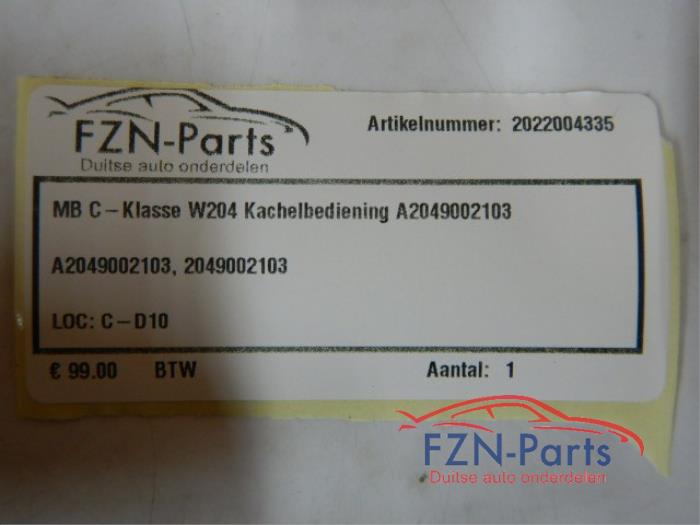 FZN-Parts
Duitse auto onderdelen
Artikelnummer: 2022004335
MB C-Klasse W204 Kachelbediening A2049002103
A2049002103, 2049002103
LOC: C-D10
€ 99.00 BTW Aantal: 1
FZN-Parts
Duitse auto onderdelen